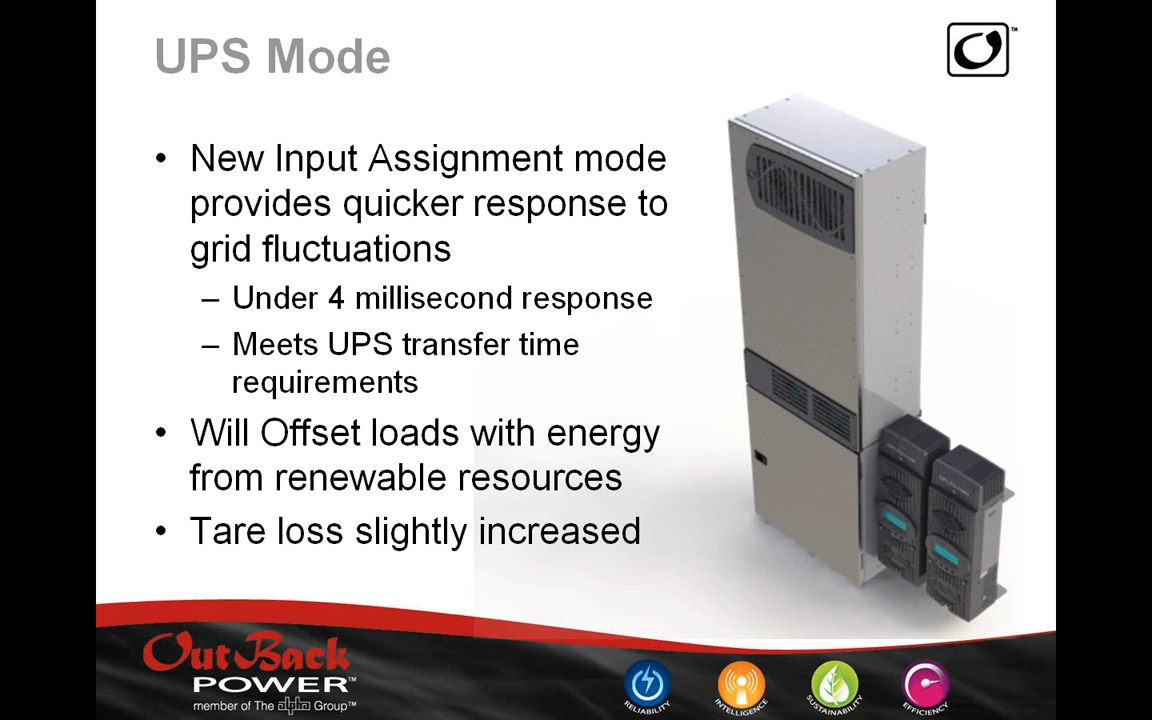 UPS Mode
TM
• New Input Assignment mode
provides quicker response to
grid fluctuations
– Under 4 millisecond response
– Meets UPS transfer time
requirements
• Will Offset loads with energy
from renewable resources
• Tare loss slightly increased
OutBack
POWER™
member of The alpha Group™
RELIABILITY
INTELLIGENCE
SUSTAINABILITY
EFFICIENCY